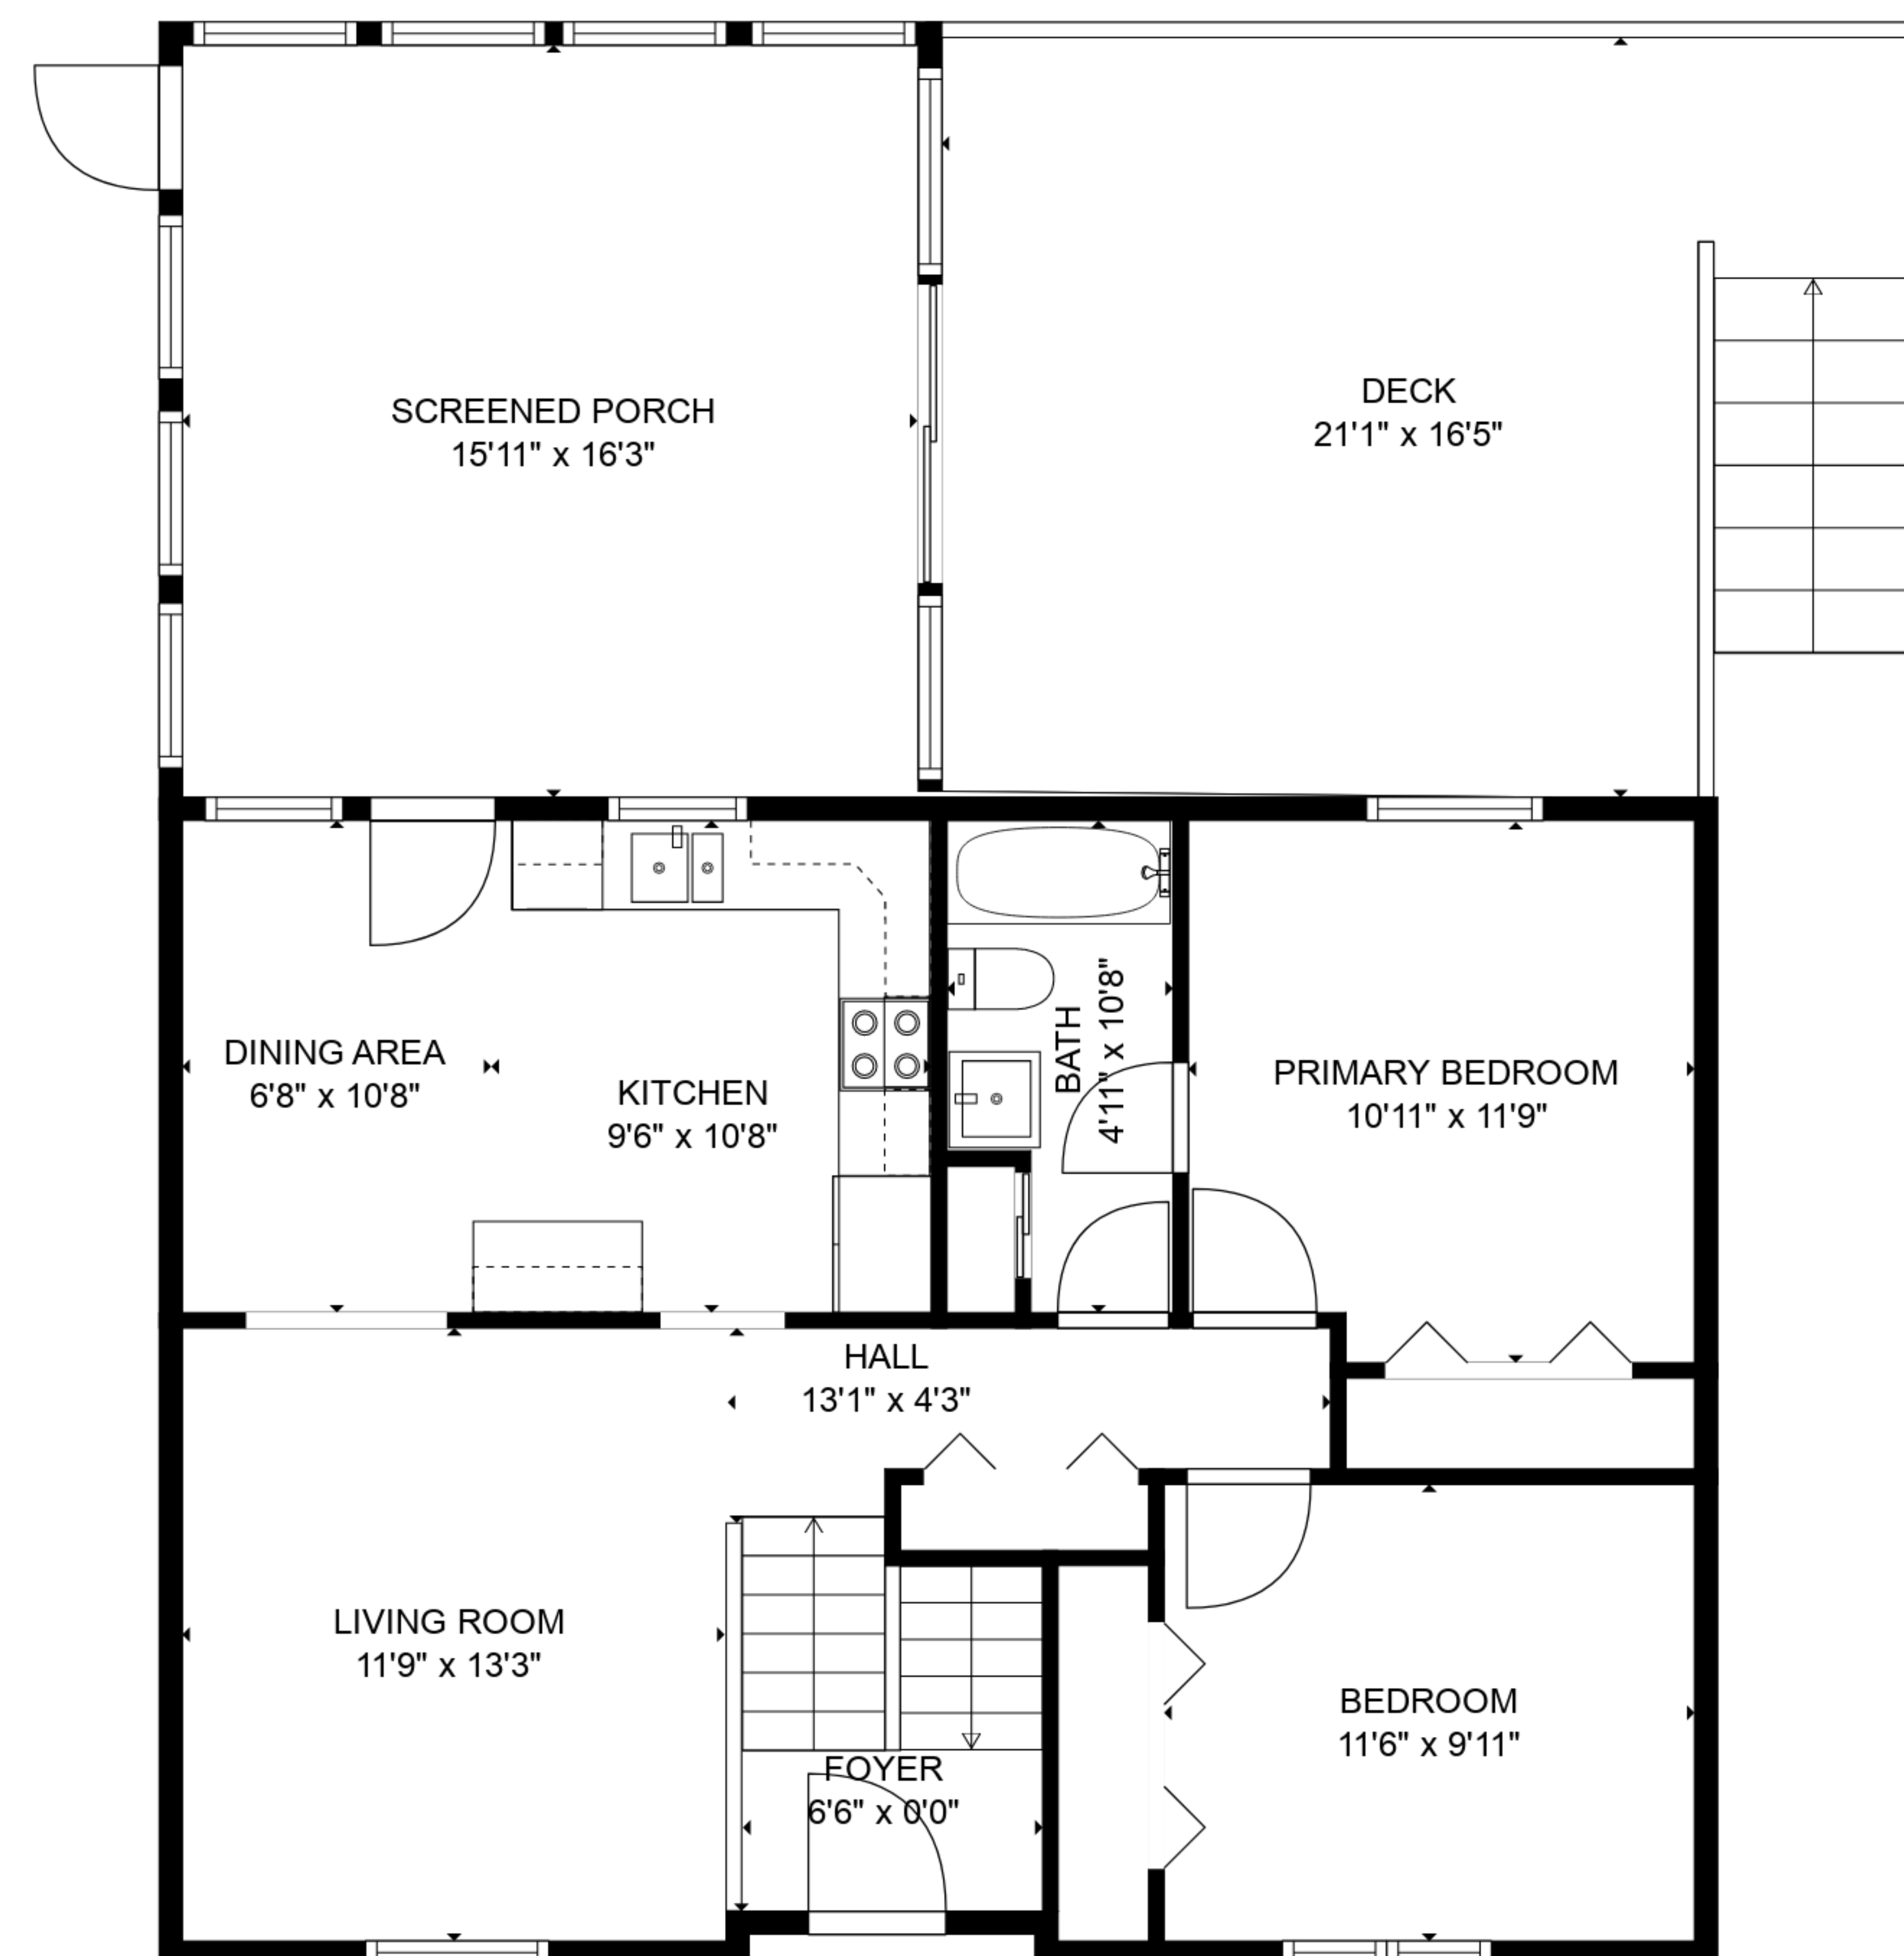 SCREENED PORCH
15'11" x 16'3"
DECK
21'1" x 16'5"
DINING AREA
6'8" x 10'8"
KITCHEN
9'6" x 10'8"
BATH
4'11" x 10'8"
PRIMARY BEDROOM
10'11" x 11'9"
HALL
13'1" x 4'3"
LIVING ROOM
11'9" x 13'3"
BEDROOM
11'6" x 9'11"
FOYER
6'6" x 0'0"